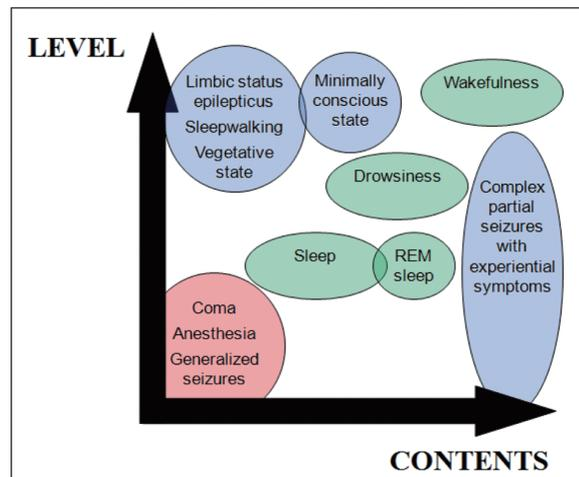 LEVEL
Limbic status
epilepticus
Sleepwalking
Vegetative
state
Minimally
conscious
state
Wakefulness
Drowsiness
Complex
partial
seizures
with
experiential
symptoms
Sleep
REM
sleep
Coma
Anesthesia
Generalized
seizures
CONTENTS